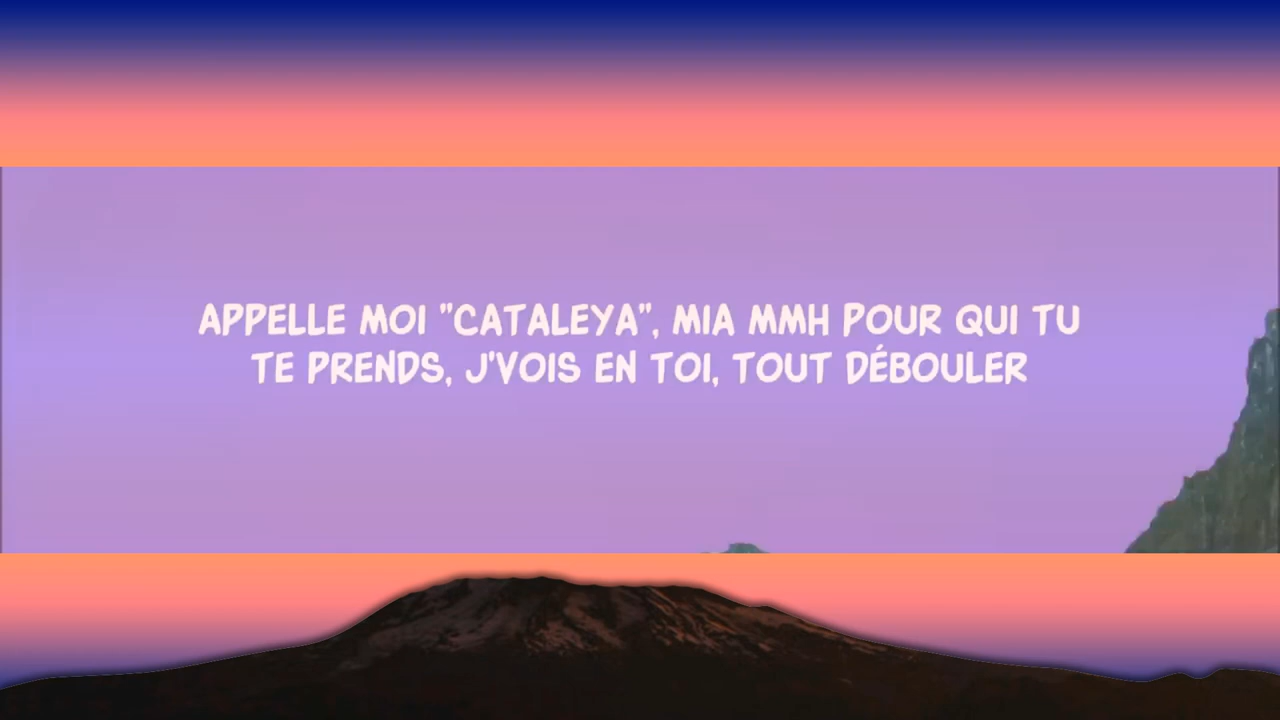 APPELLE MOI "CATALEYA", MIA MMH POUR QUI TU
TE PRENDS, J'VOIS EN TOI, TOUT DÉBOULER